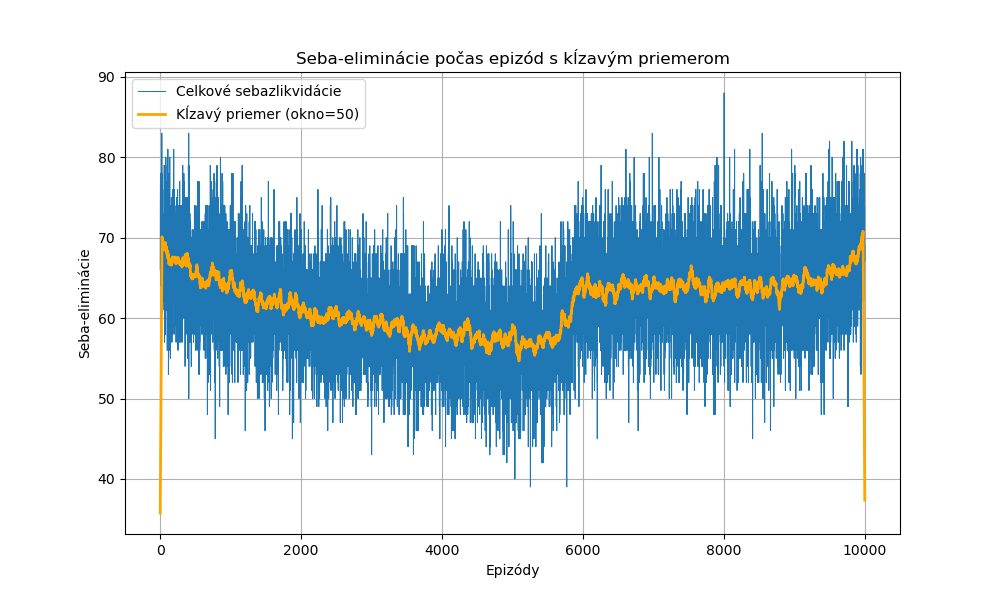 Seba-eliminácie počas epizód s kĺzavým priemerom
Celkové sebazlikvidácie
Kĺzavý priemer (okno=50)
Seba-eliminácie
90
80
70
60
50
40
0
2000
4000
6000
8000
10000
Epizódy